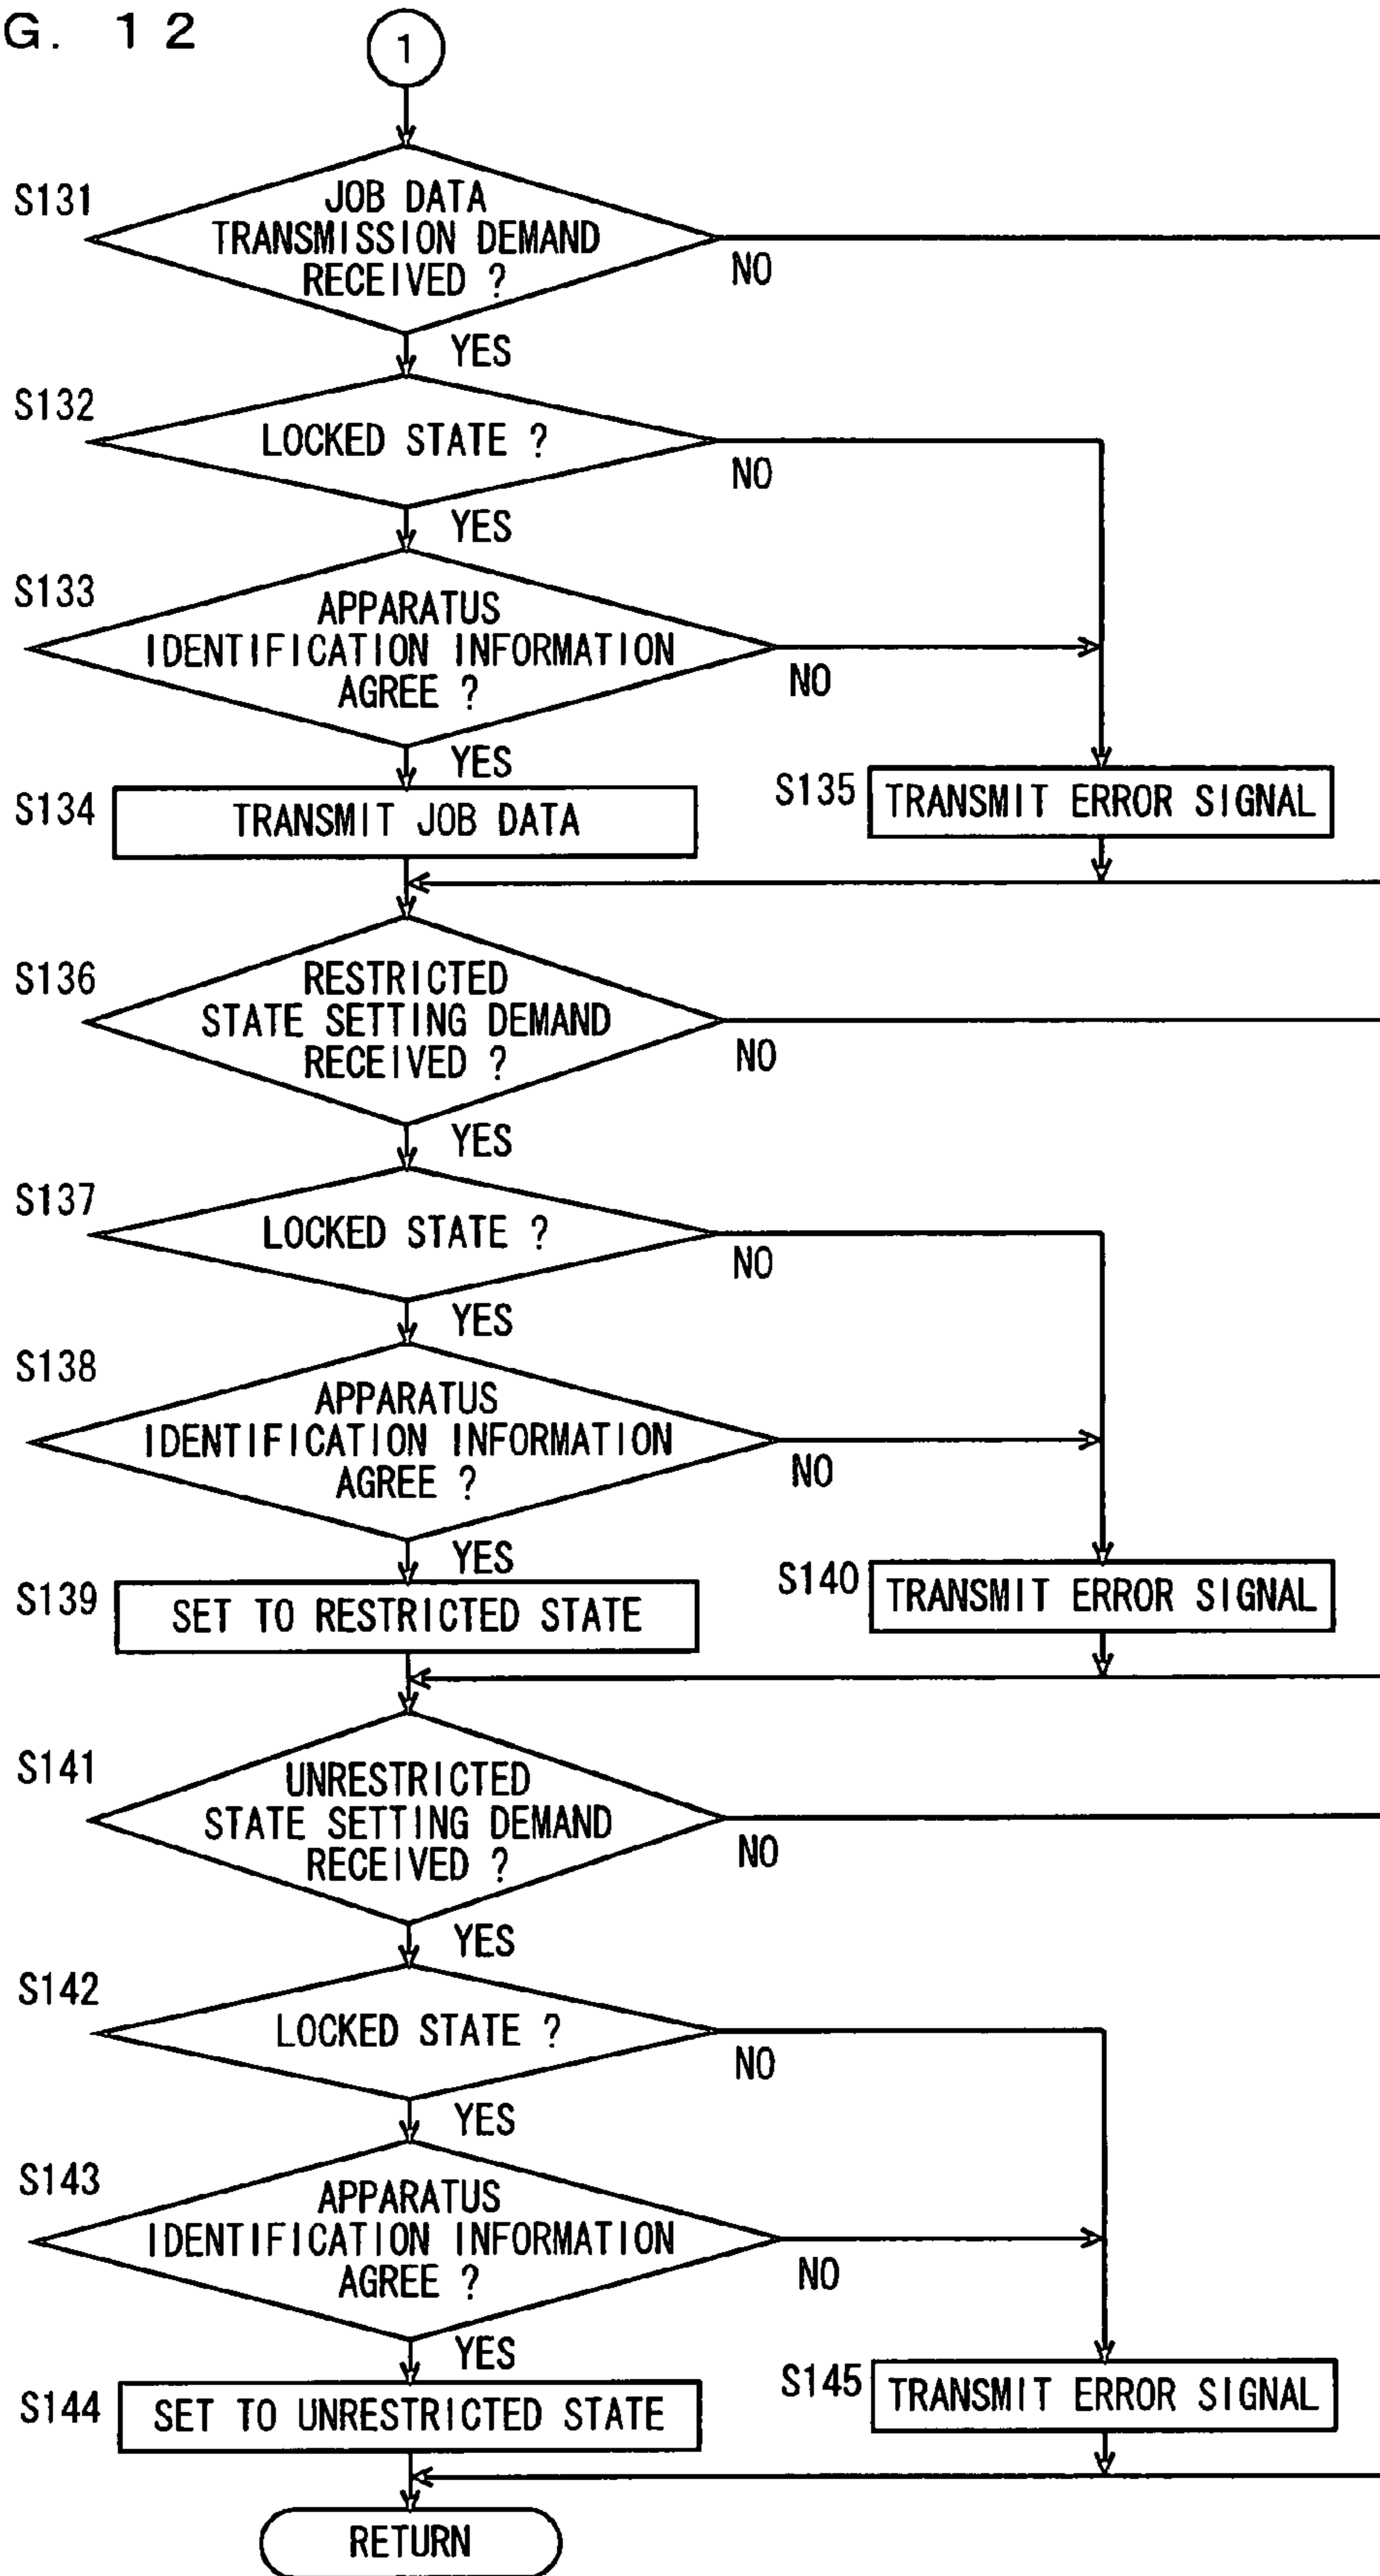 G. 12
1
S131
JOB DATA
TRANSMISSION DEMAND
RECEIVED ?
NO
YES
S132
LOCKED STATE ?
NO
YES
S133
APPARATUS
IDENTIFICATION INFORMATION
AGREE ?
NO
YES
S134
TRANSMIT JOB DATA
S135
TRANSMIT ERROR SIGNAL
S136
RESTRICTED
STATE SETTING DEMAND
RECEIVED ?
NO
YES
S137
LOCKED STATE ?
NO
YES
S138
APPARATUS
IDENTIFICATION INFORMATION
AGREE ?
NO
YES
S139
SET TO RESTRICTED STATE
S140
TRANSMIT ERROR SIGNAL
S141
UNRESTRICTED
STATE SETTING DEMAND
RECEIVED ?
NO
YES
S142
LOCKED STATE ?
NO
YES
S143
APPARATUS
IDENTIFICATION INFORMATION
AGREE ?
NO
YES
S144
SET TO UNRESTRICTED STATE
S145
TRANSMIT ERROR SIGNAL
RETURN